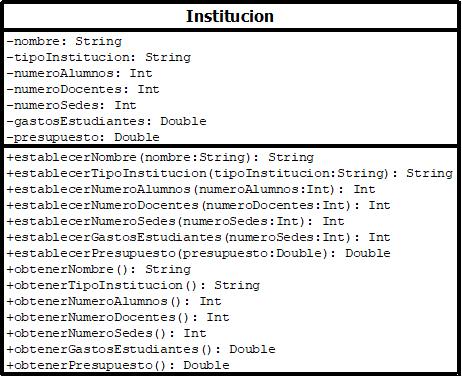 Institucion
-nombre: String
-tipoInstitucion: String
-numeroAlumnos: Int
-numeroDocentes: Int
-numeroSedes: Int
-gastosEstudiantes: Double
-presupuesto: Double
+establecerNombre(nombre:String): String
+establecerTipoInstitucion(tipoInstitucion:String): String
+establecerNumeroAlumnos(numeroAlumnos:Int): Int
+establecerNumeroDocentes(numeroDocentes:Int): Int
+establecerNumeroSedes(numeroSedes:Int): Int
+establecerGastosEstudiantes(numeroSedes:Int): Int
+establecerPresupuesto(presupuesto:Double): Double
+obtenerNombre(): String
+obtenerTipoInstitucion(): String
+obtenerNumeroAlumnos(): Int
+obtenerNumeroDocentes(): Int
+obtenerNumeroSedes(): Int
+obtenerGastosEstudiantes(): Double
+obtenerPresupuesto(): Double